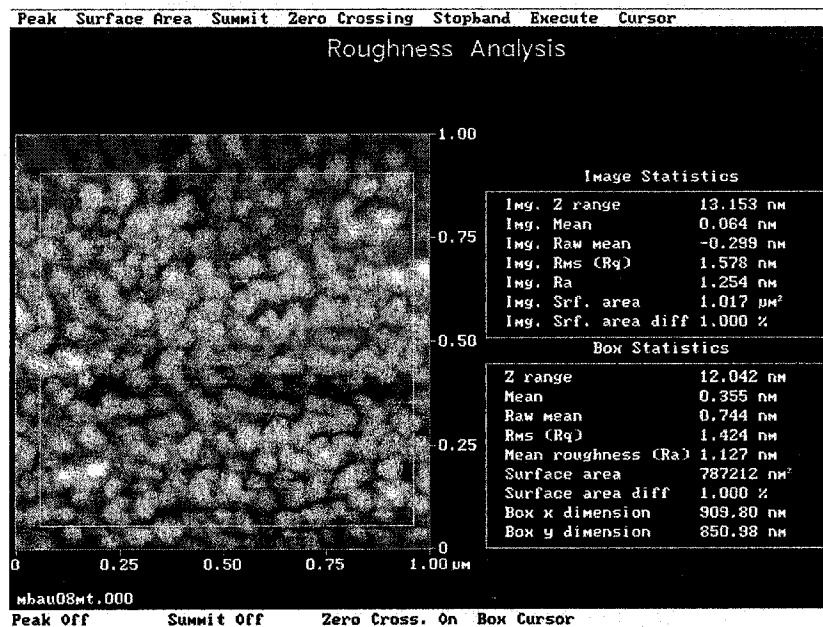 Peak Surface Area Summit Zero Crossing Stopband Execute Cursor
Roughness Analysis
1.00
0.75
0.50
0.25
0
0 0.25 0.50 0.75 1.00 µm
Image Statistics
Img. Z range 13.153 nm
Img. Mean 0.064 nm
Img. Raw mean -0.299 nm
Img. Rms (Rq) 1.578 nm
Img. Ra 1.254 nm
Img. Srf. area 1.017 µm²
Img. Srf. area diff 1.000 %
Box Statistics
Z range 12.042 nm
Mean 0.355 nm
Raw mean 0.744 nm
Rms (Rq) 1.424 nm
Mean roughness (Ra) 1.127 nm
Surface area 787212 nm²
Surface area diff 1.000 %
Box x dimension 909.80 nm
Box y dimension 850.98 nm
mbau08mt.000
Peak Off Summit Off Zero Cross. On Box Cursor